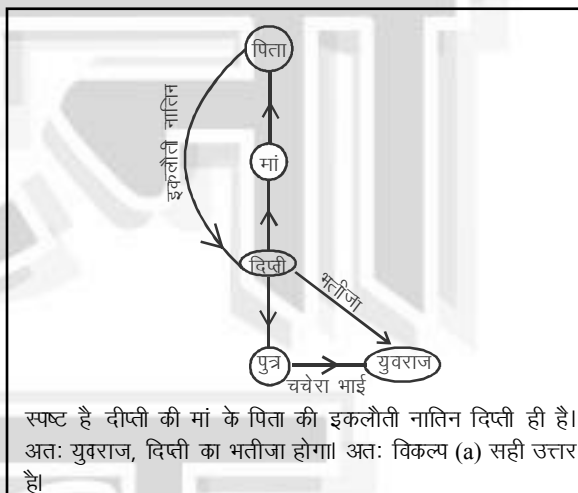 पिता
इकलौती नातिन
मां
दिप्ती
भतीजा
पुत्र
युवराज
चचेरा भाई
स्पष्ट है दीप्ती की मां के पिता की इकलौती नातिन दिप्ती ही है।
अतः युवराज, दिप्ती का भतीजा होगा। अतः विकल्प (a) सही उत्तर
है।